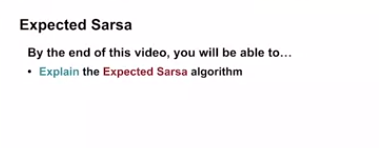 Expected Sarsa
By the end of this video, you will be able to...
• Explain the Expected Sarsa algorithm